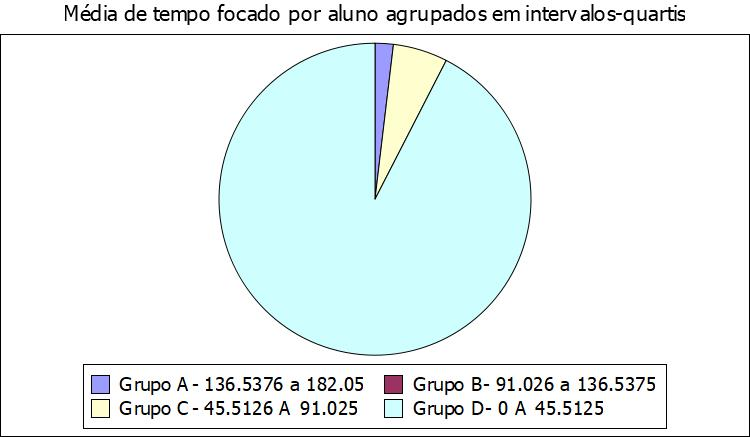 Média de tempo focado por aluno agrupados em intervalos-quartis
Grupo A - 136.5376 a 182.05
Grupo B- 91.026 a 136.5375
Grupo C - 45.5126 A 91.025
Grupo D- 0 A 45.5125